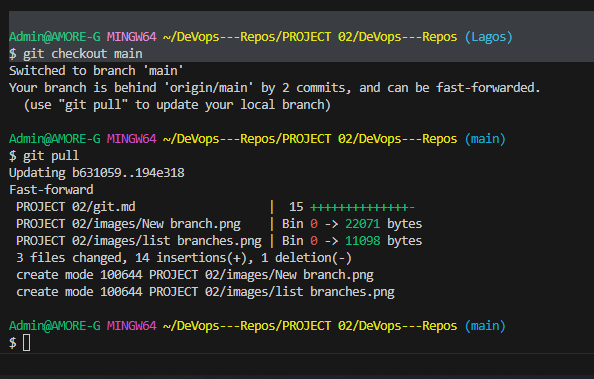 Admin@AMORE-G MINGW64 ~/DeVops---Repos/PROJECT 02/DeVops---Repos (Lagos)
$ git checkout main
Switched to branch 'main'
Your branch is behind 'origin/main' by 2 commits, and can be fast-forwarded.
  (use "git pull" to update your local branch)

Admin@AMORE-G MINGW64 ~/DeVops---Repos/PROJECT 02/DeVops---Repos (main)
$ git pull
Updating b631059..194e318
Fast-forward
 PROJECT 02/git.md                    |  15 ++++++++++++++-
 PROJECT 02/images/New branch.png     | Bin 0 -> 22071 bytes
 PROJECT 02/images/list branches.png | Bin 0 -> 11098 bytes
 3 files changed, 14 insertions(+), 1 deletion(-)
 create mode 100644 PROJECT 02/images/New branch.png
 create mode 100644 PROJECT 02/images/list branches.png

Admin@AMORE-G MINGW64 ~/DeVops---Repos/PROJECT 02/DeVops---Repos (main)
$